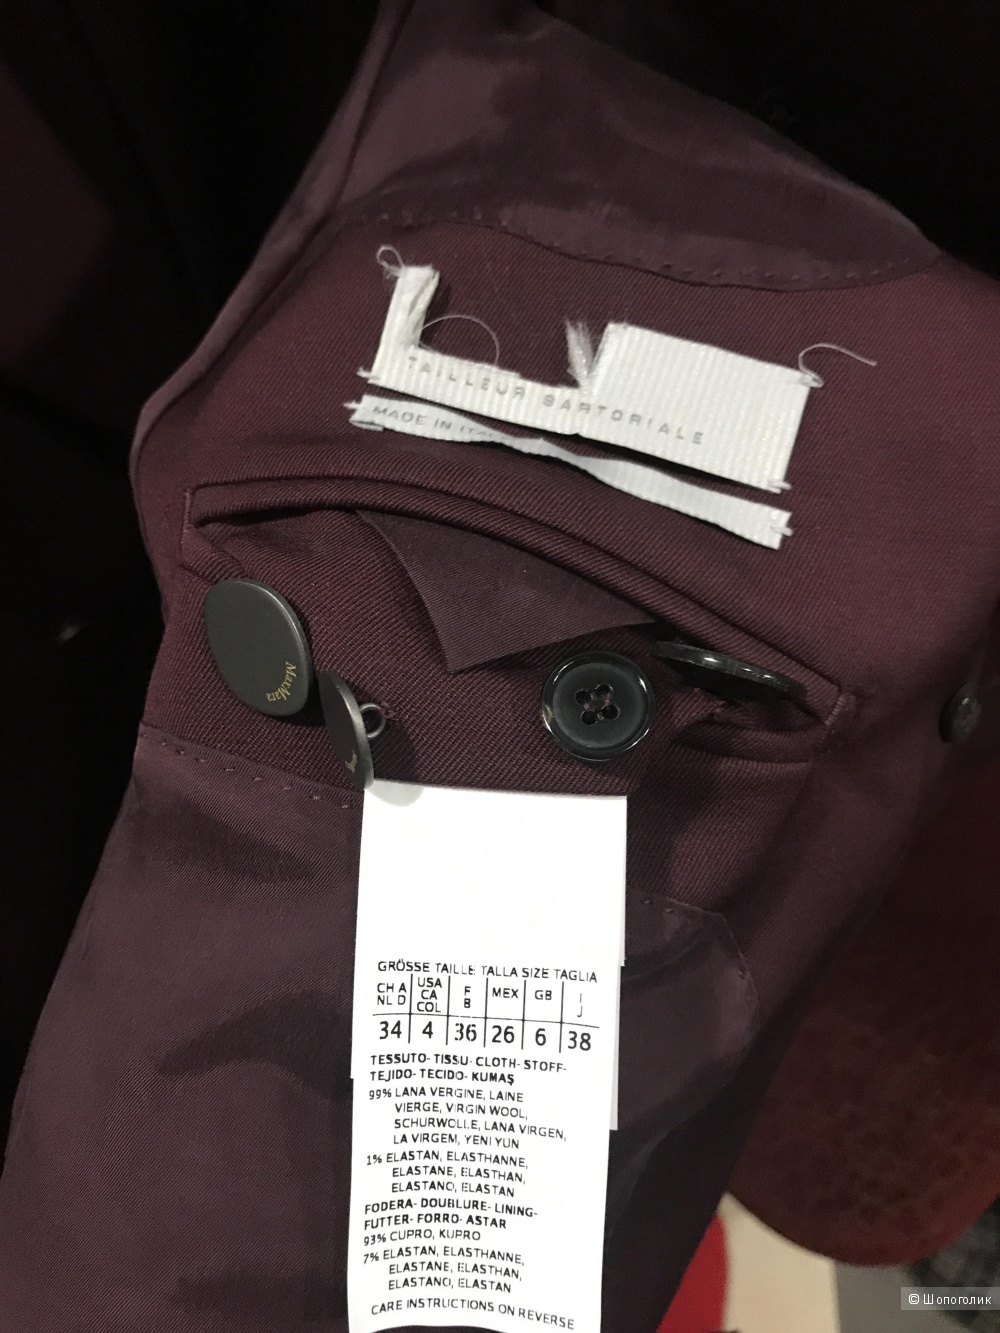 TAILLEUR SARTORIALE
MADE IN ITALY
MaxMara
GRÖSSE TAILLE TALLA SIZE TAGLIA
CH A USA F MEX GB I
NL D CA B J
COL
34 4 36 26 6 38
TESSUTO- TISSU- CLOTH- STOFF-
TEJIDO- TECIDO- KUMAŞ
99% LANA VERGINE, LAINE
VIERGE, VIRGIN WOOL,
SCHURWOLLE, LANA VIRGEN,
LA VIRGEM, YENI YUN
1% ELASTAN, ELASTHANNE,
ELASTANE, ELASTHAN,
ELASTANO, ELASTAN
FODERA- DOUBLURE- LINING-
FUTTER- FORRO- ASTAR
93% CUPRO, KUPRO
7% ELASTAN, ELASTHANNE,
ELASTANE, ELASTHAN,
ELASTANO, ELASTAN
CARE INSTRUCTIONS ON REVERSE
© Шопоголик